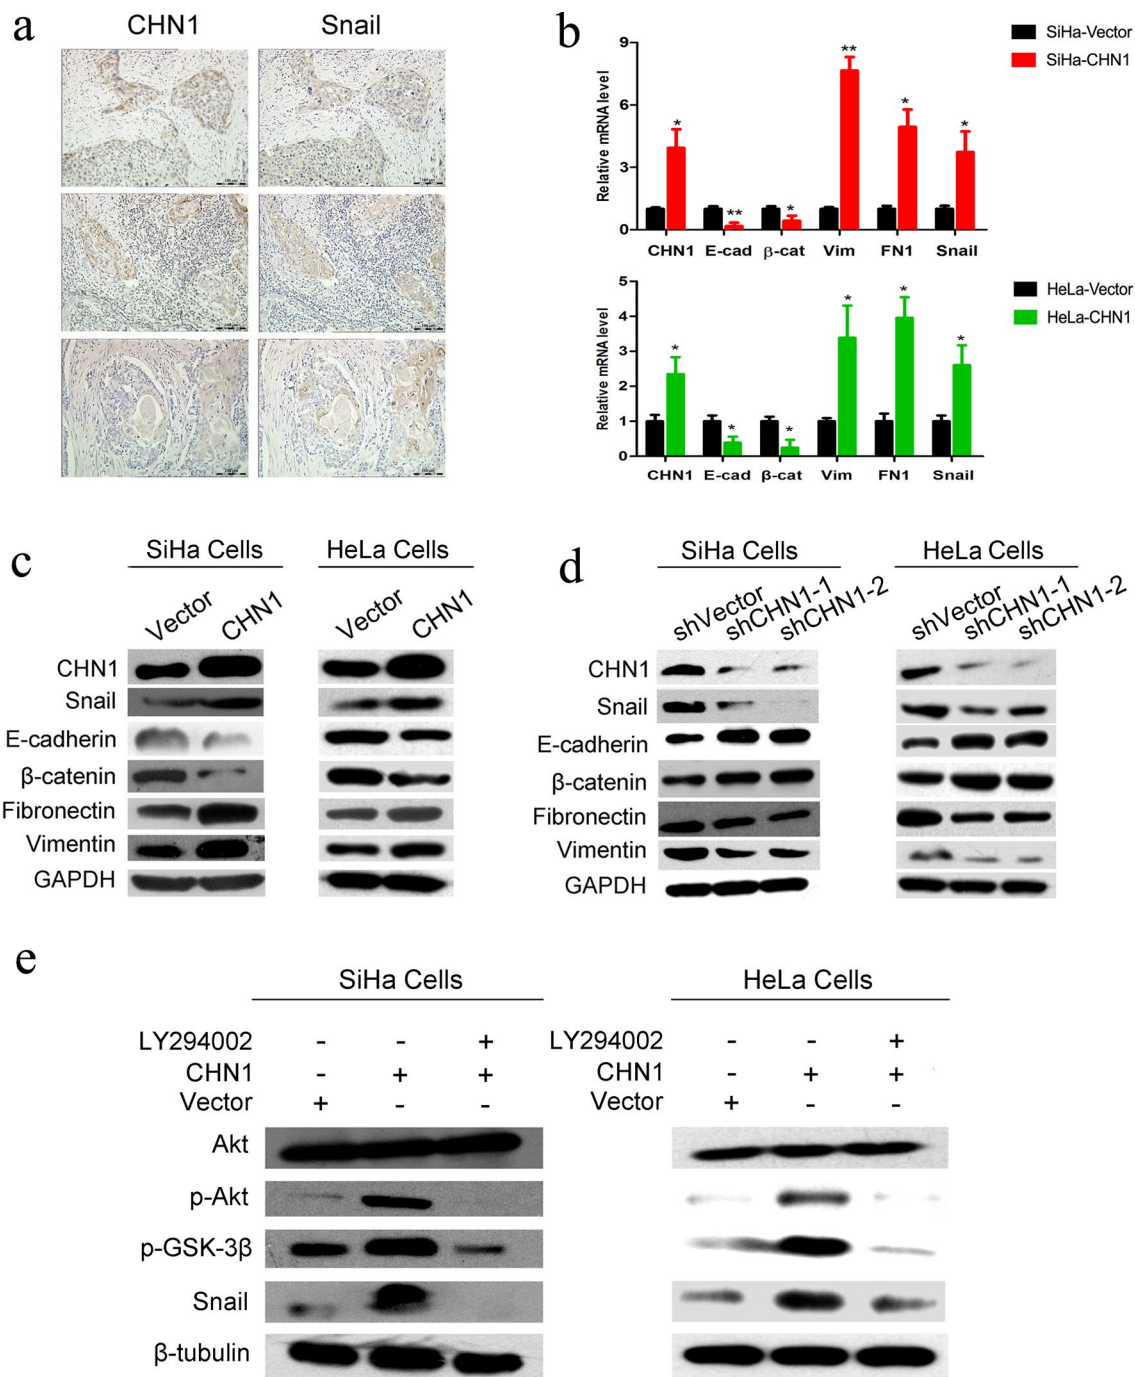 a
CHN1 Snail
b
SiHa-Vector
SiHa-CHN1
Relative mRNA level
9
6
3
0
* ** * ** * *
CHN1 E-cad β-cat Vim FN1 Snail
HeLa-Vector
HeLa-CHN1
Relative mRNA level
5
4
3
2
1
0
* * * * * *
CHN1 E-cad β-cat Vim FN1 Snail
c
SiHa Cells HeLa Cells
Vector CHN1 Vector CHN1
CHN1
Snail
E-cadherin
β-catenin
Fibronectin
Vimentin
GAPDH
d
SiHa Cells HeLa Cells
shVector shCHN1-1 shCHN1-2 shVector shCHN1-1 shCHN1-2
CHN1
Snail
E-cadherin
β-catenin
Fibronectin
Vimentin
GAPDH
e
SiHa Cells HeLa Cells
LY294002 - - + LY294002 - - +
CHN1 - + + CHN1 - + +
Vector + - - Vector + - -
Akt
p-Akt
p-GSK-3β
Snail
β-tubulin